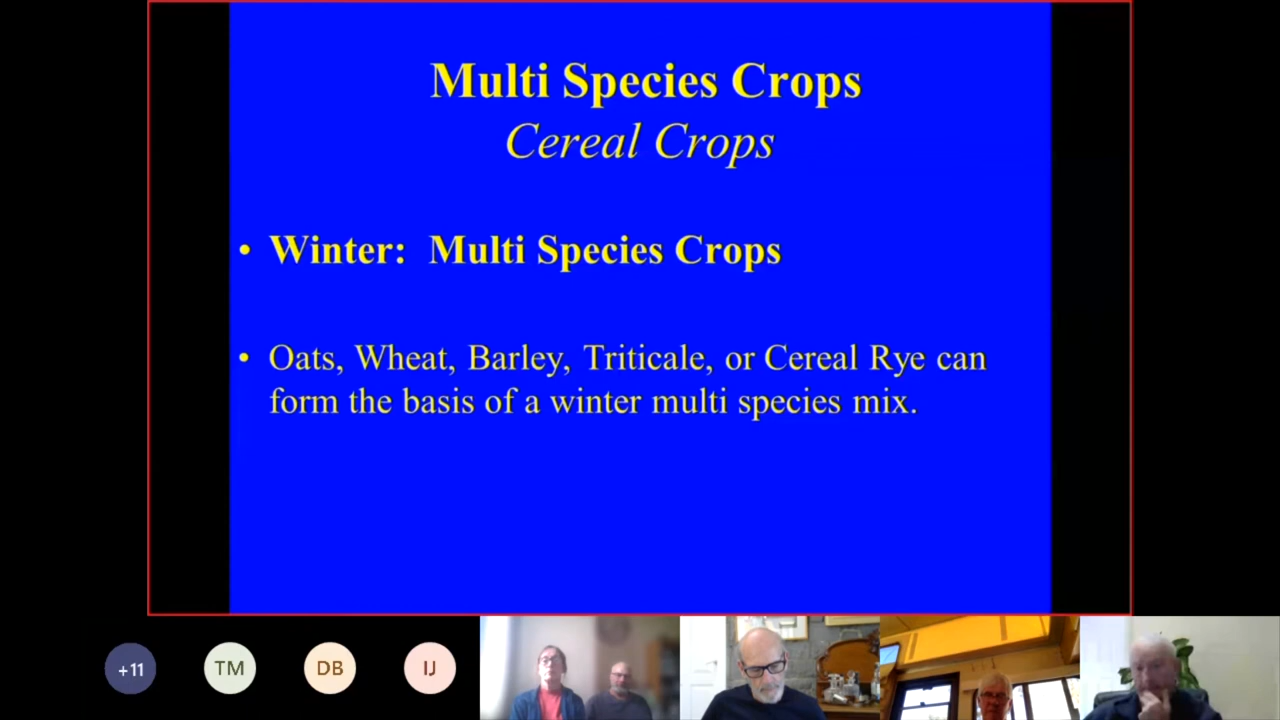 Multi Species Crops
Cereal Crops
• Winter: Multi Species Crops
• Oats, Wheat, Barley, Triticale, or Cereal Rye can
form the basis of a winter multi species mix.
+11
TM
DB
IJ